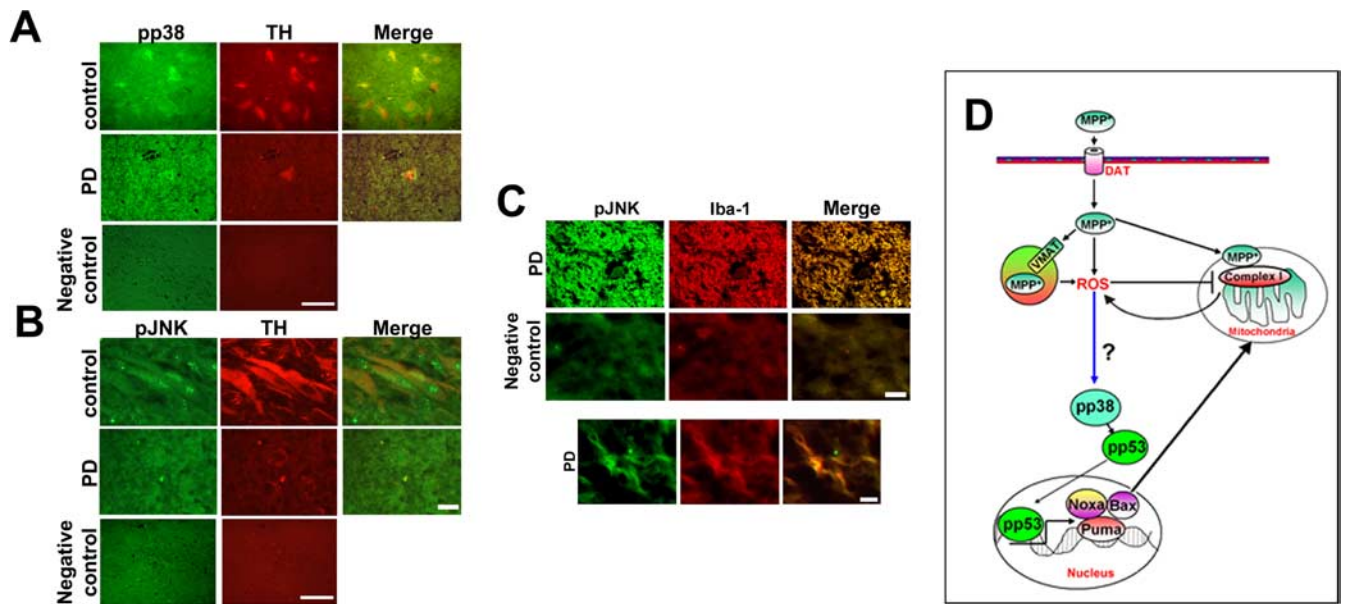 A
pp38 TH Merge
control
PD
Negative control
B
pJNK TH Merge
control
PD
Negative control
C
pJNK Iba-1 Merge
PD
Negative control
PD
D
MPP+
DAT
MPP+
VMAT
MPP+
MPP+
Complex I
ROS
Mitochondria
?
pp38
pp53
Noxa Bax
pp53
Puma
Nucleus